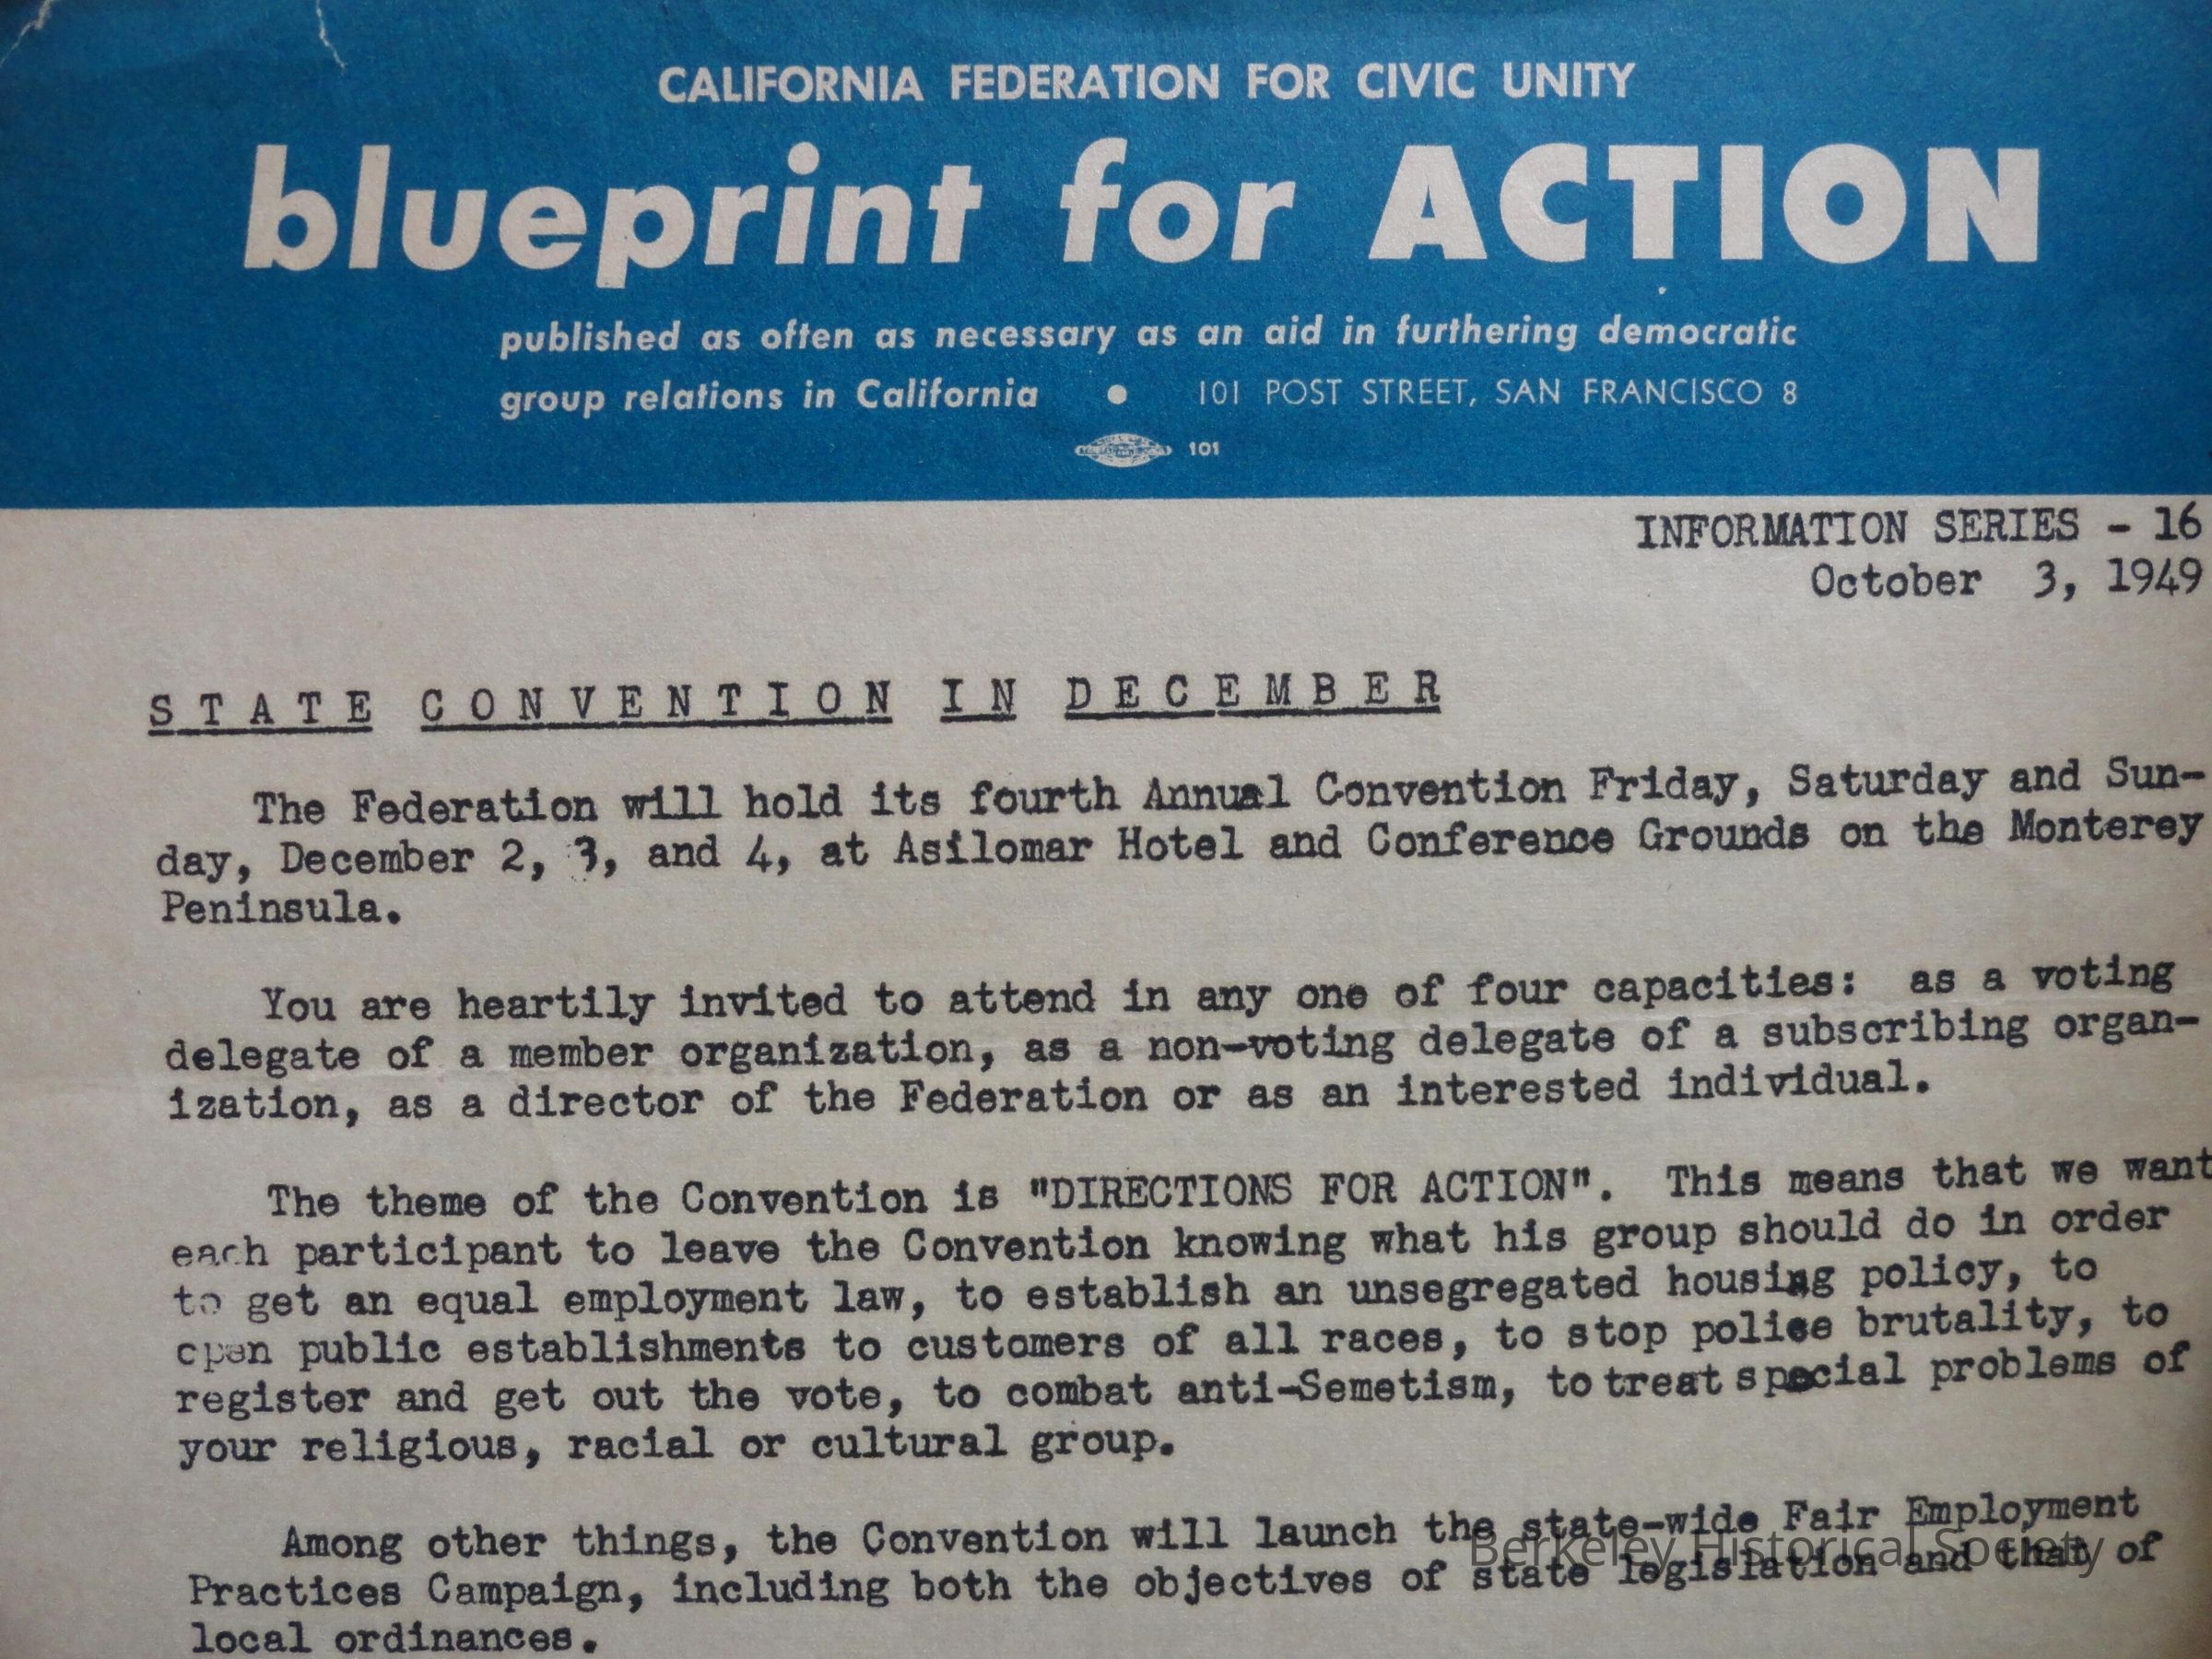 CALIFORNIA FEDERATION FOR CIVIC UNITY
blueprint for ACTION
published as often as necessary as an aid in furthering democratic
group relations in California • 101 POST STREET, SAN FRANCISCO 8
101
INFORMATION SERIES - 16
October 3, 1949
STATE CONVENTION IN DECEMBER
The Federation will hold its fourth Annual Convention Friday, Saturday and Sun-
day, December 2, 3, and 4, at Asilomar Hotel and Conference Grounds on the Monterey
Peninsula.
You are heartily invited to attend in any one of four capacities: as a voting
delegate of a member organization, as a non-voting delegate of a subscribing organ-
ization, as a director of the Federation or as an interested individual.
The theme of the Convention is "DIRECTIONS FOR ACTION". This means that we want
each participant to leave the Convention knowing what his group should do in order
to get an equal employment law, to establish an unsegregated housing policy, to
open public establishments to customers of all races, to stop police brutality, to
register and get out the vote, to combat anti-Semetism, to treat special problems of
your religious, racial or cultural group.
Among other things, the Convention will launch the state-wide Fair Employment
Practices Campaign, including both the objectives of state legislation and that of
local ordinances.
Berkeley Historical Society